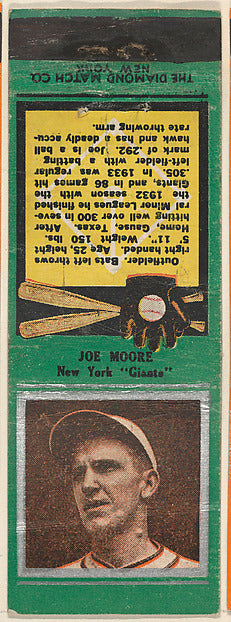 THE DIAMOND MATCH CO.
NEW YORK
Outfielder. Bats left throws
right handed. Age 25, height
5' 11". Weight 150 lbs.
Home, Gause, Texas. After
hitting well over 300 in seve-
ral Minor Leagues he finished
the 1932 season with the
Giants, and in 86 games hit
.305. In 1933 was regular
left-fielder with a batting
mark of .292. Joe is a ball
hawk and has a deadly accu-
rate throwing arm.
JOE MOORE
New York "Giants"